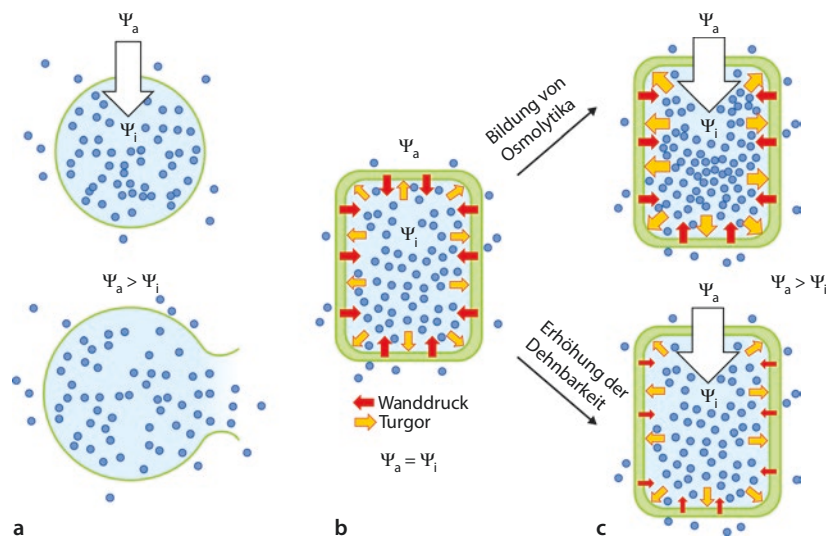 Ψa
Ψi
Ψa > Ψi
a
Ψa
Ψi
Wanddruck
Turgor
Ψa = Ψi
b
Bildung von
Osmolytika
Erhöhung der
Dehnbarkeit
Ψa
Ψi
Ψa > Ψi
Ψa
Ψi
c